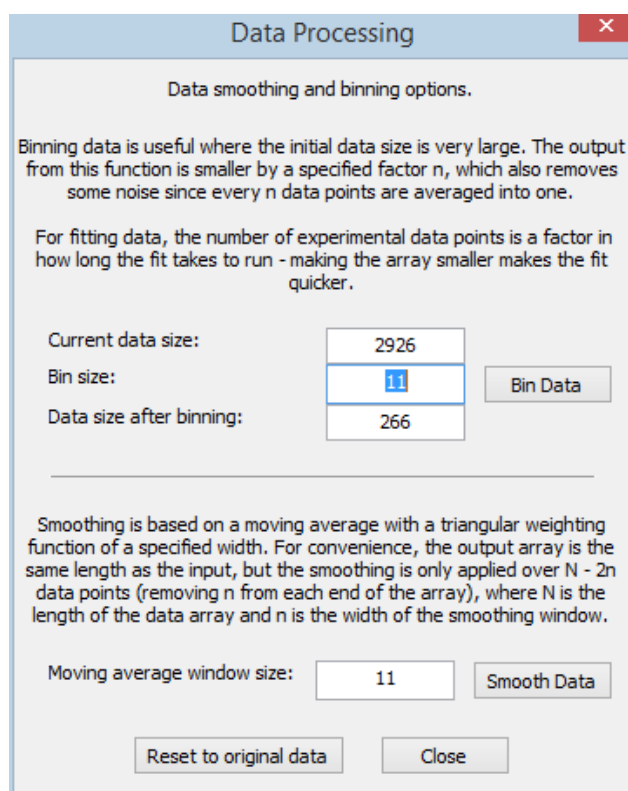 Data Processing
Data smoothing and binning options.
Binning data is useful where the initial data size is very large. The output
from this function is smaller by a specified factor n, which also removes
some noise since every n data points are averaged into one.
For fitting data, the number of experimental data points is a factor in
how long the fit takes to run - making the array smaller makes the fit
quicker.
Current data size: 2926
Bin size: 11 Bin Data
Data size after binning: 266
Smoothing is based on a moving average with a triangular weighting
function of a specified width. For convenience, the output array is the
same length as the input, but the smoothing is only applied over N - 2n
data points (removing n from each end of the array), where N is the
length of the data array and n is the width of the smoothing window.
Moving average window size: 11 Smooth Data
Reset to original data Close